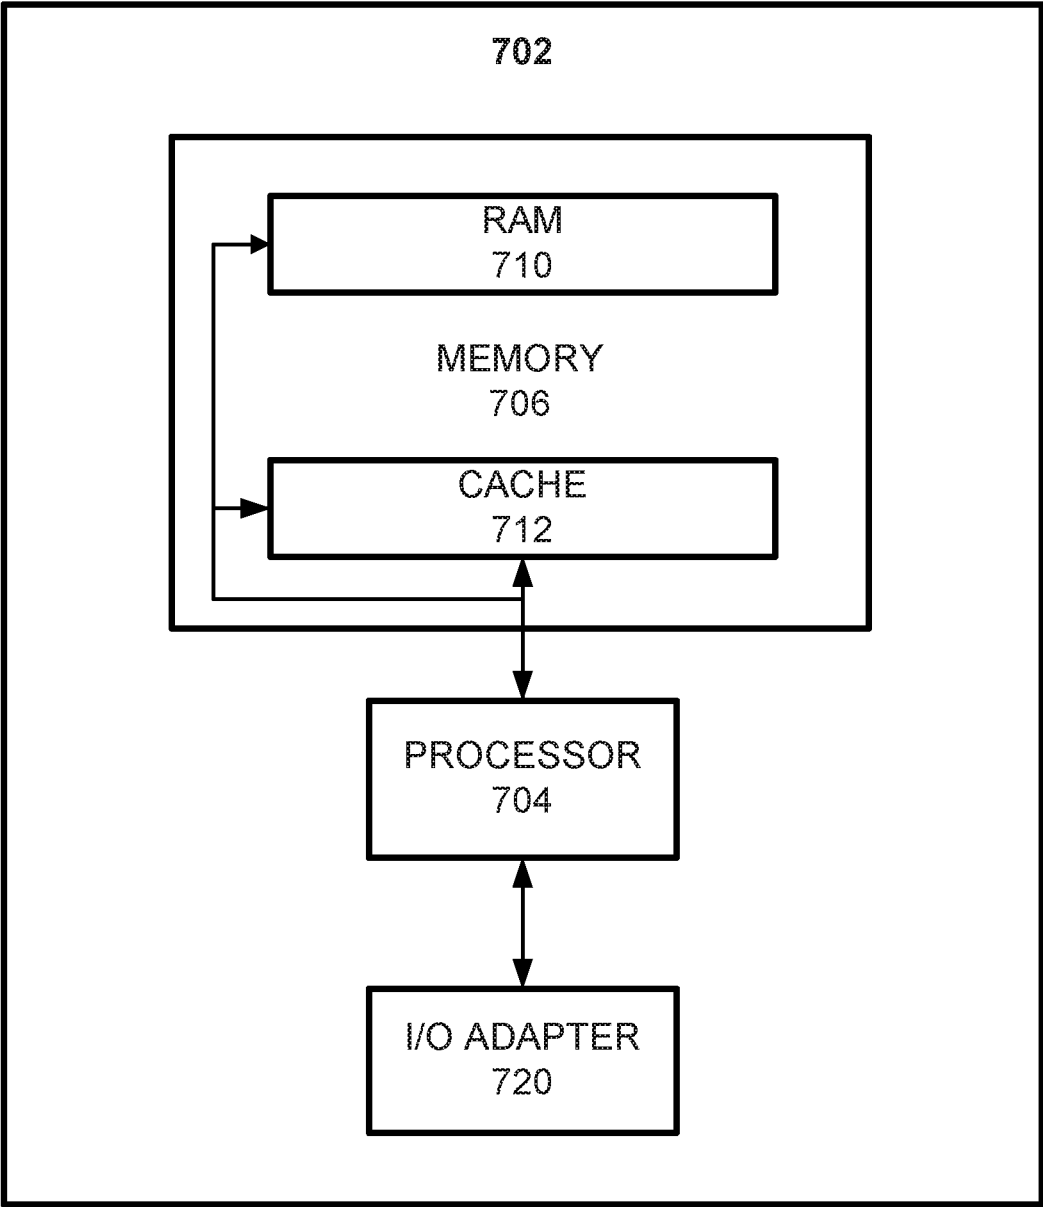 702
RAM
710
MEMORY
706
CACHE
712
PROCESSOR
704
I/O ADAPTER
720